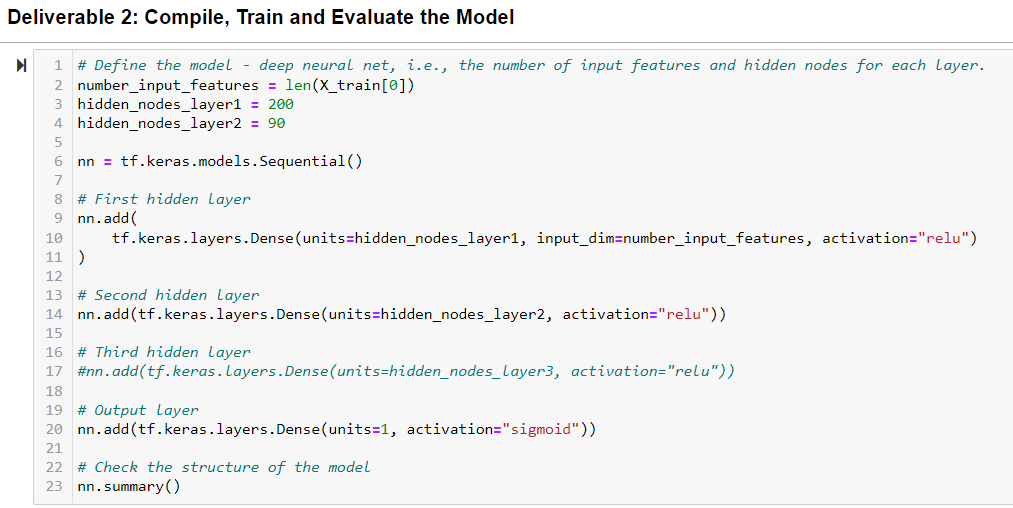 Deliverable 2: Compile, Train and Evaluate the Model
1 # Define the model - deep neural net, i.e., the number of input features and hidden nodes for each layer.
2 number_input_features = len(X_train[0])
3 hidden_nodes_layer1 = 200
4 hidden_nodes_layer2 = 90
5
6 nn = tf.keras.models.Sequential()
7
8 # First hidden layer
9 nn.add(
10     tf.keras.layers.Dense(units=hidden_nodes_layer1, input_dim=number_input_features, activation="relu")
11 )
12
13 # Second hidden layer
14 nn.add(tf.keras.layers.Dense(units=hidden_nodes_layer2, activation="relu"))
15
16 # Third hidden layer
17 #nn.add(tf.keras.layers.Dense(units=hidden_nodes_layer3, activation="relu"))
18
19 # Output layer
20 nn.add(tf.keras.layers.Dense(units=1, activation="sigmoid"))
21
22 # Check the structure of the model
23 nn.summary()